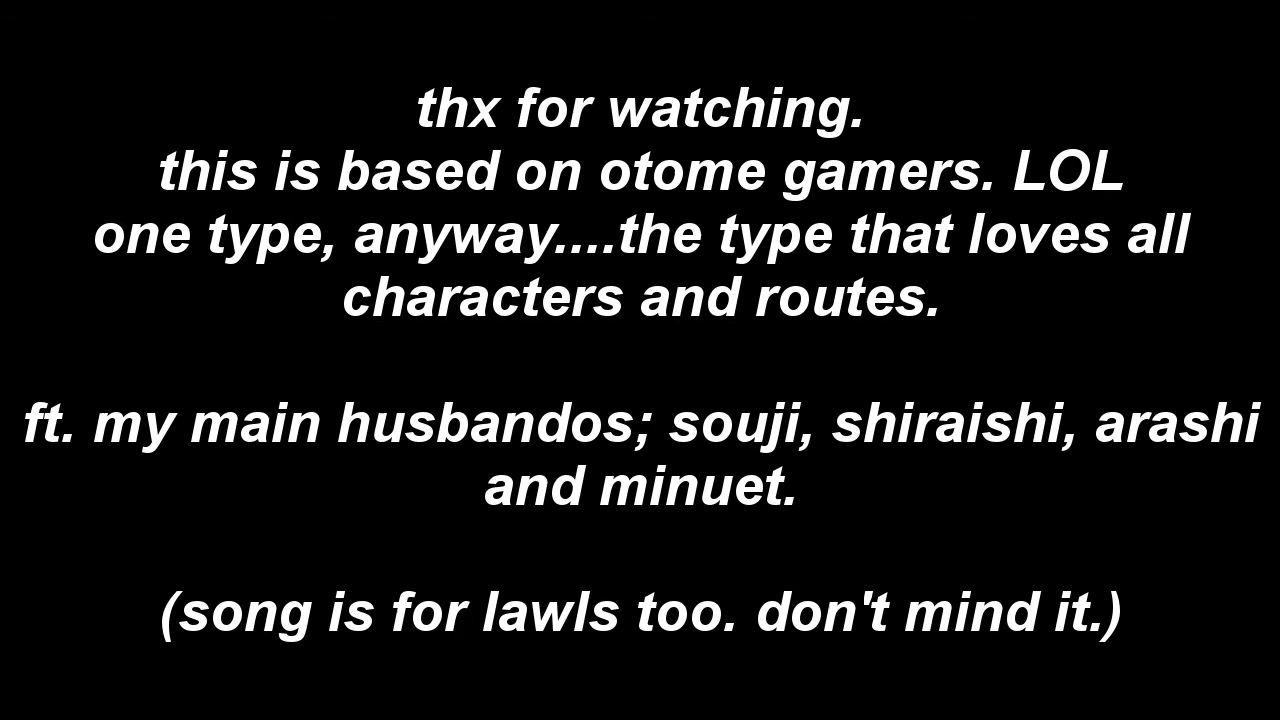 thx for watching.
this is based on otome gamers. LOL
one type, anyway....the type that loves all
characters and routes.
ft. my main husbandos; souji, shiraishi, arashi
and minuet.
(song is for lawls too. don't mind it.)